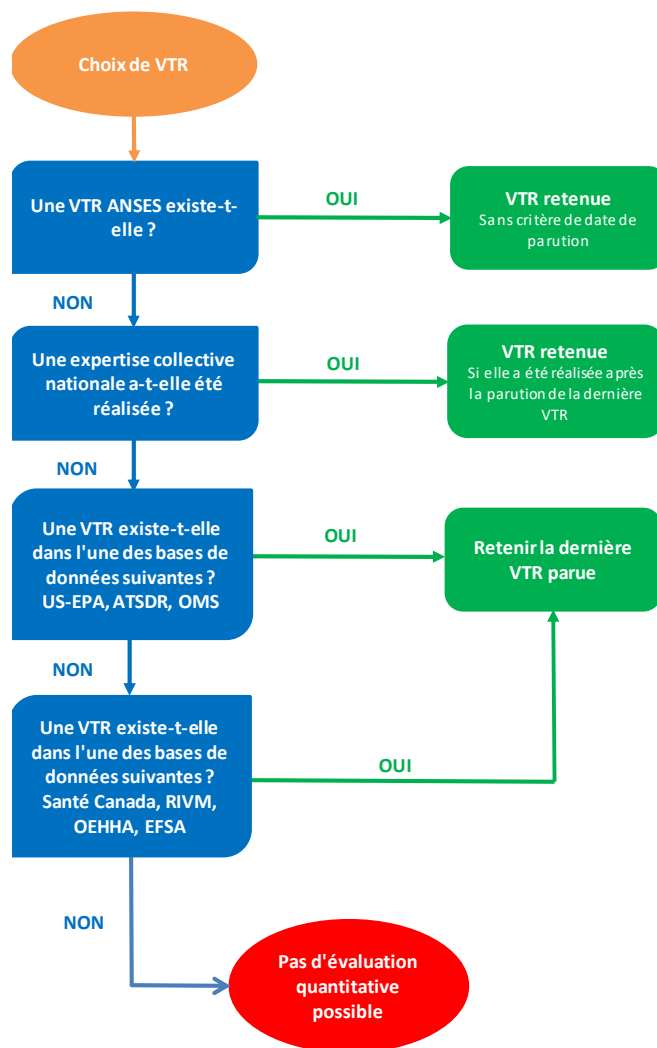 Choix de VTR
Une VTR ANSES existe-t-
elle ?
OUI
VTR retenue
Sans critère de date de
parution
NON
Une expertise collective
nationale a-t-elle été
réalisée ?
OUI
VTR retenue
Si elle a été réalisée après
la parution de la dernière
VTR
NON
Une VTR existe-t-elle
dans l'une des bases de
données suivantes ?
US-EPA, ATSDR, OMS
OUI
Retenir la dernière
VTR parue
NON
Une VTR existe-t-elle
dans l'une des bases de
données suivantes ?
Santé Canada, RIVM,
OEHHA, EFSA
OUI
NON
Pas d'évaluation
quantitative
possible